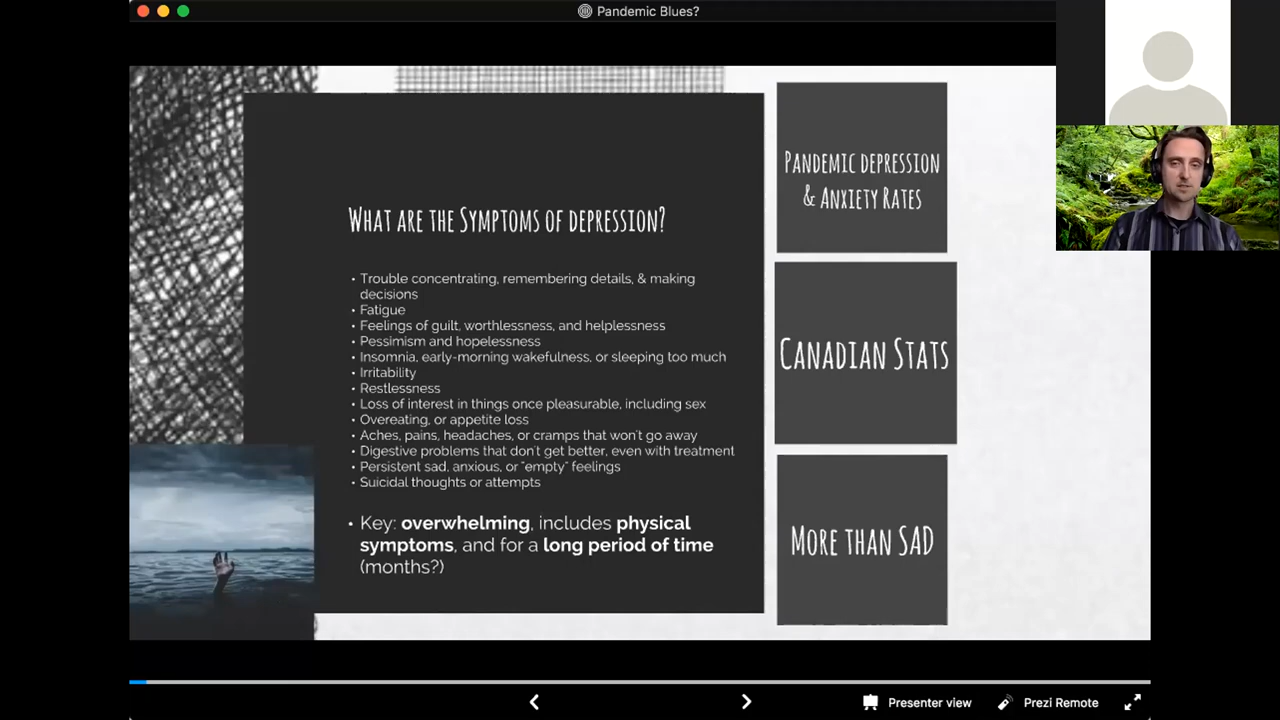 Pandemic Blues?
What are the Symptoms of depression?
• Trouble concentrating, remembering details, & making
decisions
• Fatigue
• Feelings of guilt, worthlessness, and helplessness
• Pessimism and hopelessness
• Insomnia, early-morning wakefulness, or sleeping too much
• Irritability
• Restlessness
• Loss of interest in things once pleasurable, including sex
• Overeating, or appetite loss
• Aches, pains, headaches, or cramps that won't go away
• Digestive problems that don't get better, even with treatment
• Persistent sad, anxious, or "empty" feelings
• Suicidal thoughts or attempts
• Key: overwhelming, includes physical
symptoms, and for a long period of time
(months?)
Pandemic depression
& Anxiety Rates
Canadian Stats
More than SAD
Presenter view
Prezi Remote